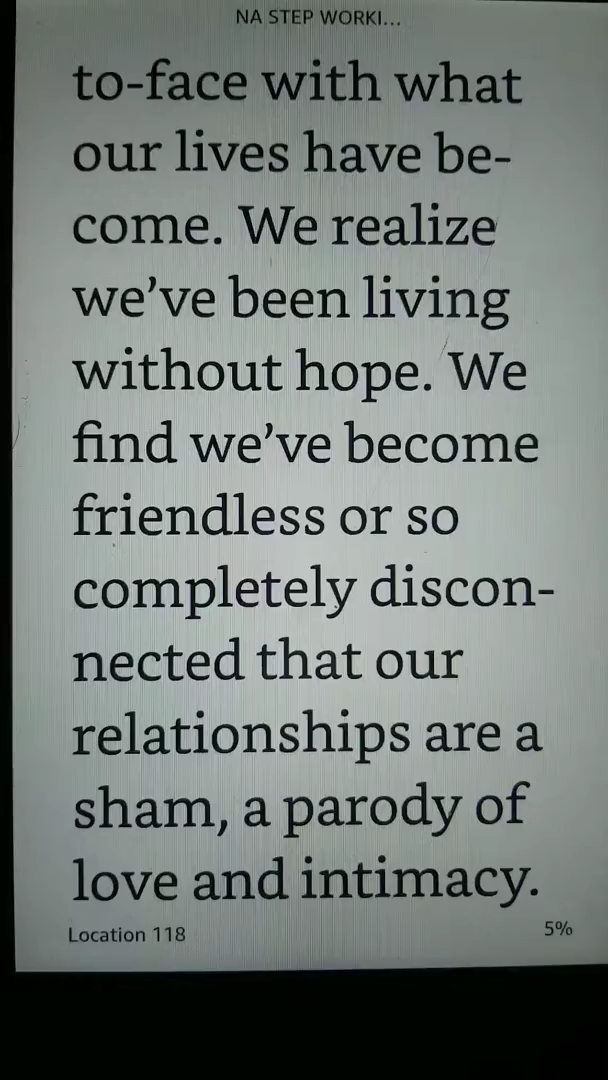 NA STEP WORKI...
to-face with what
our lives have be-
come. We realize
we've been living
without hope. We
find we've become
friendless or so
completely discon-
nected that our
relationships are a
sham, a parody of
love and intimacy.
Location 118
5%